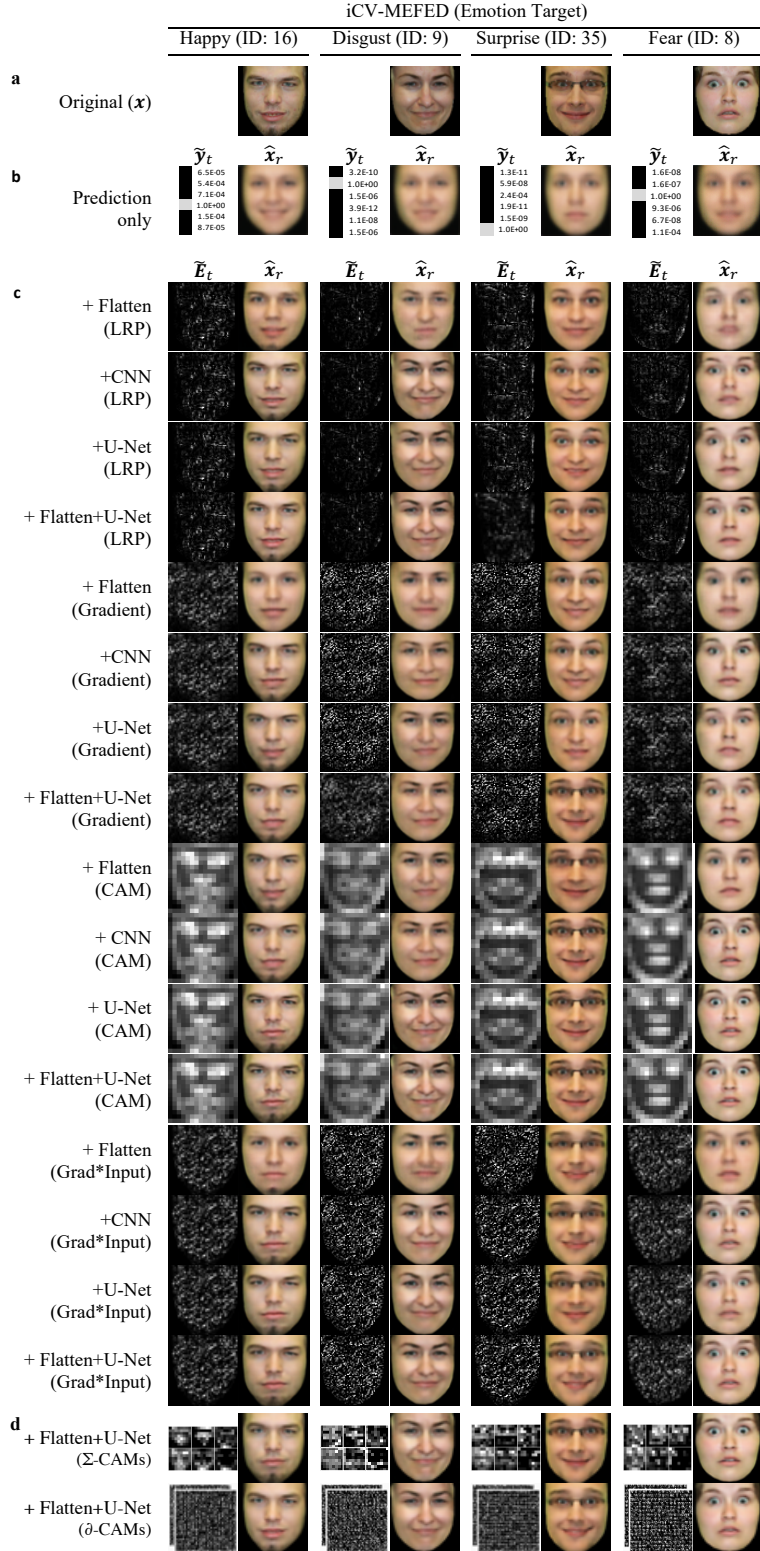 iCV-MEFED (Emotion Target)
Happy (ID: 16) Disgust (ID: 9) Surprise (ID: 35) Fear (ID: 8)
a
Original (x)
ỹt x̂r ỹt x̂r ỹt x̂r ỹt x̂r
b
Prediction
only
6.5E-05 3.2E-10 1.3E-11 1.6E-08
5.4E-04 1.0E+00 5.9E-08 1.6E-07
7.1E-04 1.5E-06 2.4E-04 1.0E+00
1.0E+00 3.9E-12 1.9E-11 9.3E-06
1.5E-04 1.1E-08 1.5E-09 6.7E-08
8.7E-05 1.5E-06 1.0E+00 1.1E-04
Ẽt x̂r Ẽt x̂r Ẽt x̂r Ẽt x̂r
c
+ Flatten
(LRP)
+CNN
(LRP)
+U-Net
(LRP)
+ Flatten+U-Net
(LRP)
+ Flatten
(Gradient)
+CNN
(Gradient)
+U-Net
(Gradient)
+ Flatten+U-Net
(Gradient)
+ Flatten
(CAM)
+ CNN
(CAM)
+ U-Net
(CAM)
+ Flatten+U-Net
(CAM)
+ Flatten
(Grad*Input)
+CNN
(Grad*Input)
+U-Net
(Grad*Input)
+ Flatten+U-Net
(Grad*Input)
d
+ Flatten+U-Net
(Σ-CAMs)
+ Flatten+U-Net
(∂-CAMs)